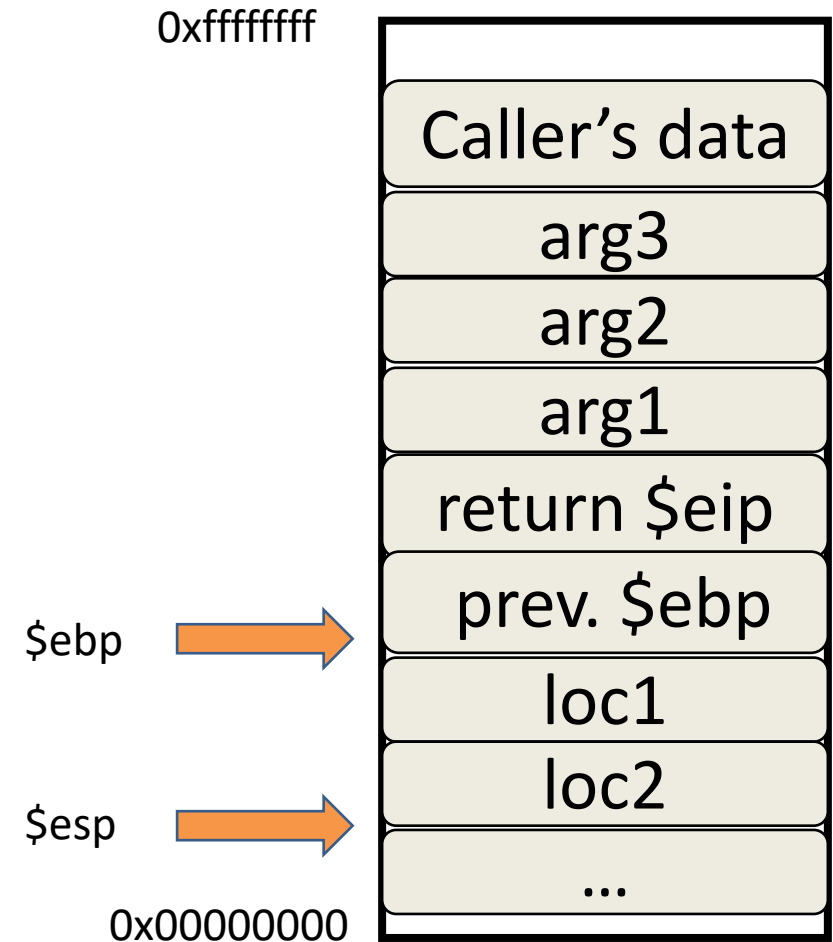 0xffffffff
Caller’s data
arg3
arg2
arg1
return $eip
prev. $ebp
$ebp
loc1
loc2
$esp
...
0x00000000